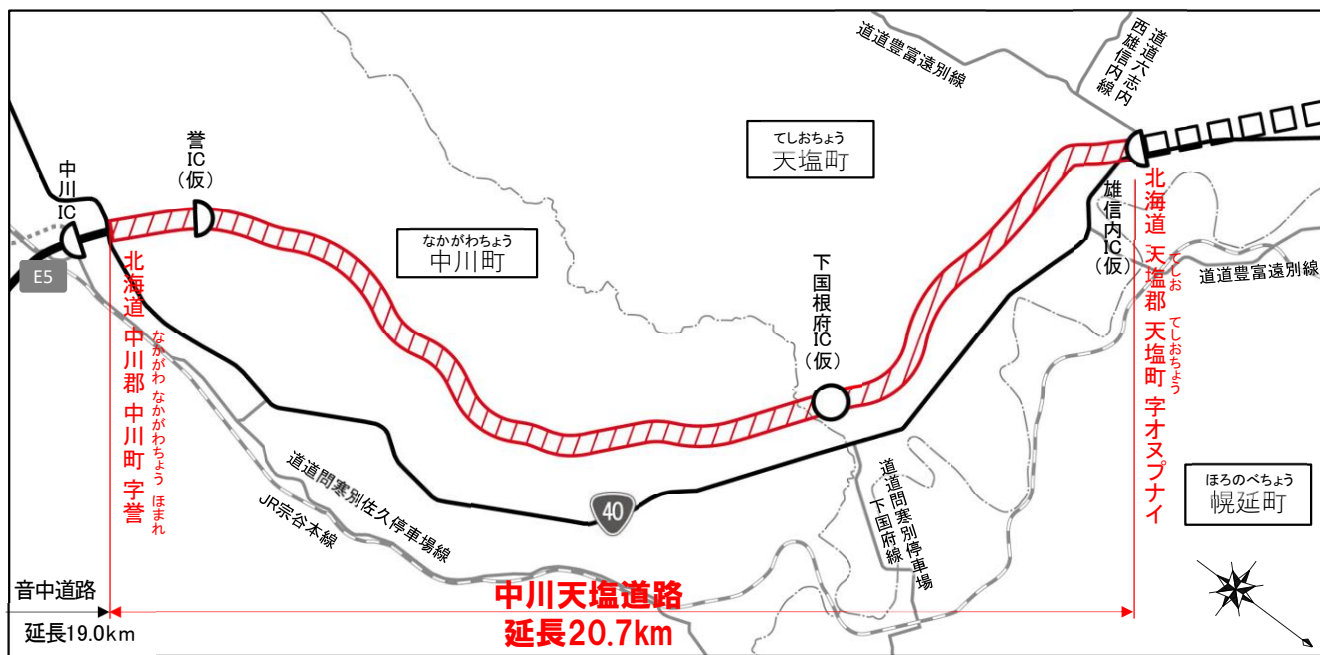 道道豊富遠別線
道道六志内
西雄信内線
てしおちょう
天塩町
誉
IC
(仮)
中川
IC
なかがわちょう
中川町
E5
雄信内IC(仮)
下国根府IC(仮)
道道豊富遠別線
北海道 中川郡 中川町 字誉
なかがわ なかがわちょう ほまれ
北海道 天塩郡 天塩町 字オヌプナイ
てしお てしおちょう
道道問寒別佐久停車場線
JR宗谷本線
40
道道問寒別停車場
下国府線
ほろのべちょう
幌延町
音中道路
延長19.0km
中川天塩道路
延長20.7km